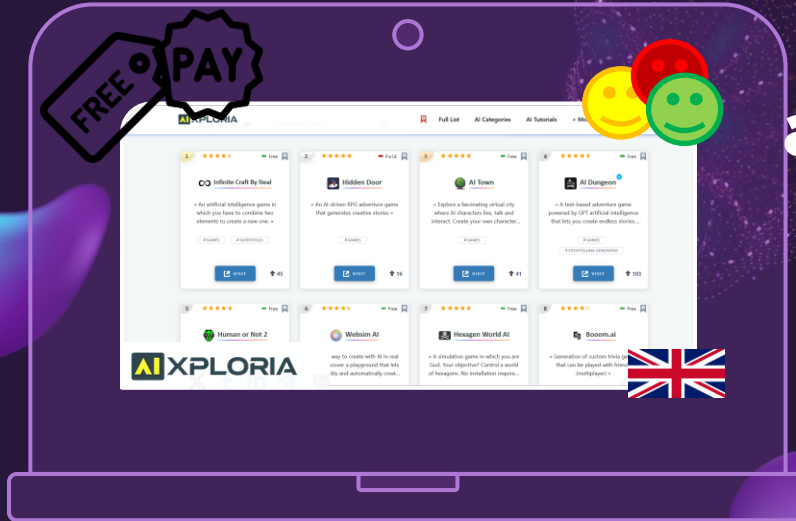 FREE
PAY
AI XPLORIA
Full List
AI Categories
AI Tutorials
1
Free
Infinite Craft By Neal
« An artificial intelligence game in
which you have to combine two
elements to create a new one. »
#GAMES
#SUPERTOOLS
VISIT
45
2
Paid
Hidden Door
« An AI-driven RPG adventure game
that generates creative stories »
#GAMES
VISIT
16
3
Free
AI Town
« Explore a fascinating virtual city
where AI characters live, talk and
interact. Create your own character...
#GAMES
VISIT
41
4
Free
AI Dungeon
« A text-based adventure game
powered by GPT artificial intelligence
that lets you create endless stories...
#GAMES
#STORYTELLING GENERATOR
VISIT
103
5
Free
Human or Not 2
6
Free
Websim AI
way to create with AI in real
playground that lets
and automatically creat...
7
Free
Hexagen World AI
« A simulation game in which you are
God. Your objective? Control a world
of hexagons. No installation require...
8
Free
Booom.ai
« Generation of custom trivia
that can be played with
(multiplayer) »
AI XPLORIA
a